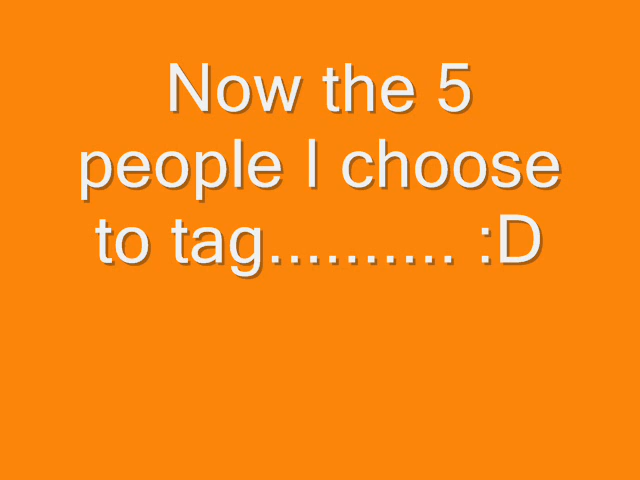 Now the 5
people I choose
to tag.......... :D